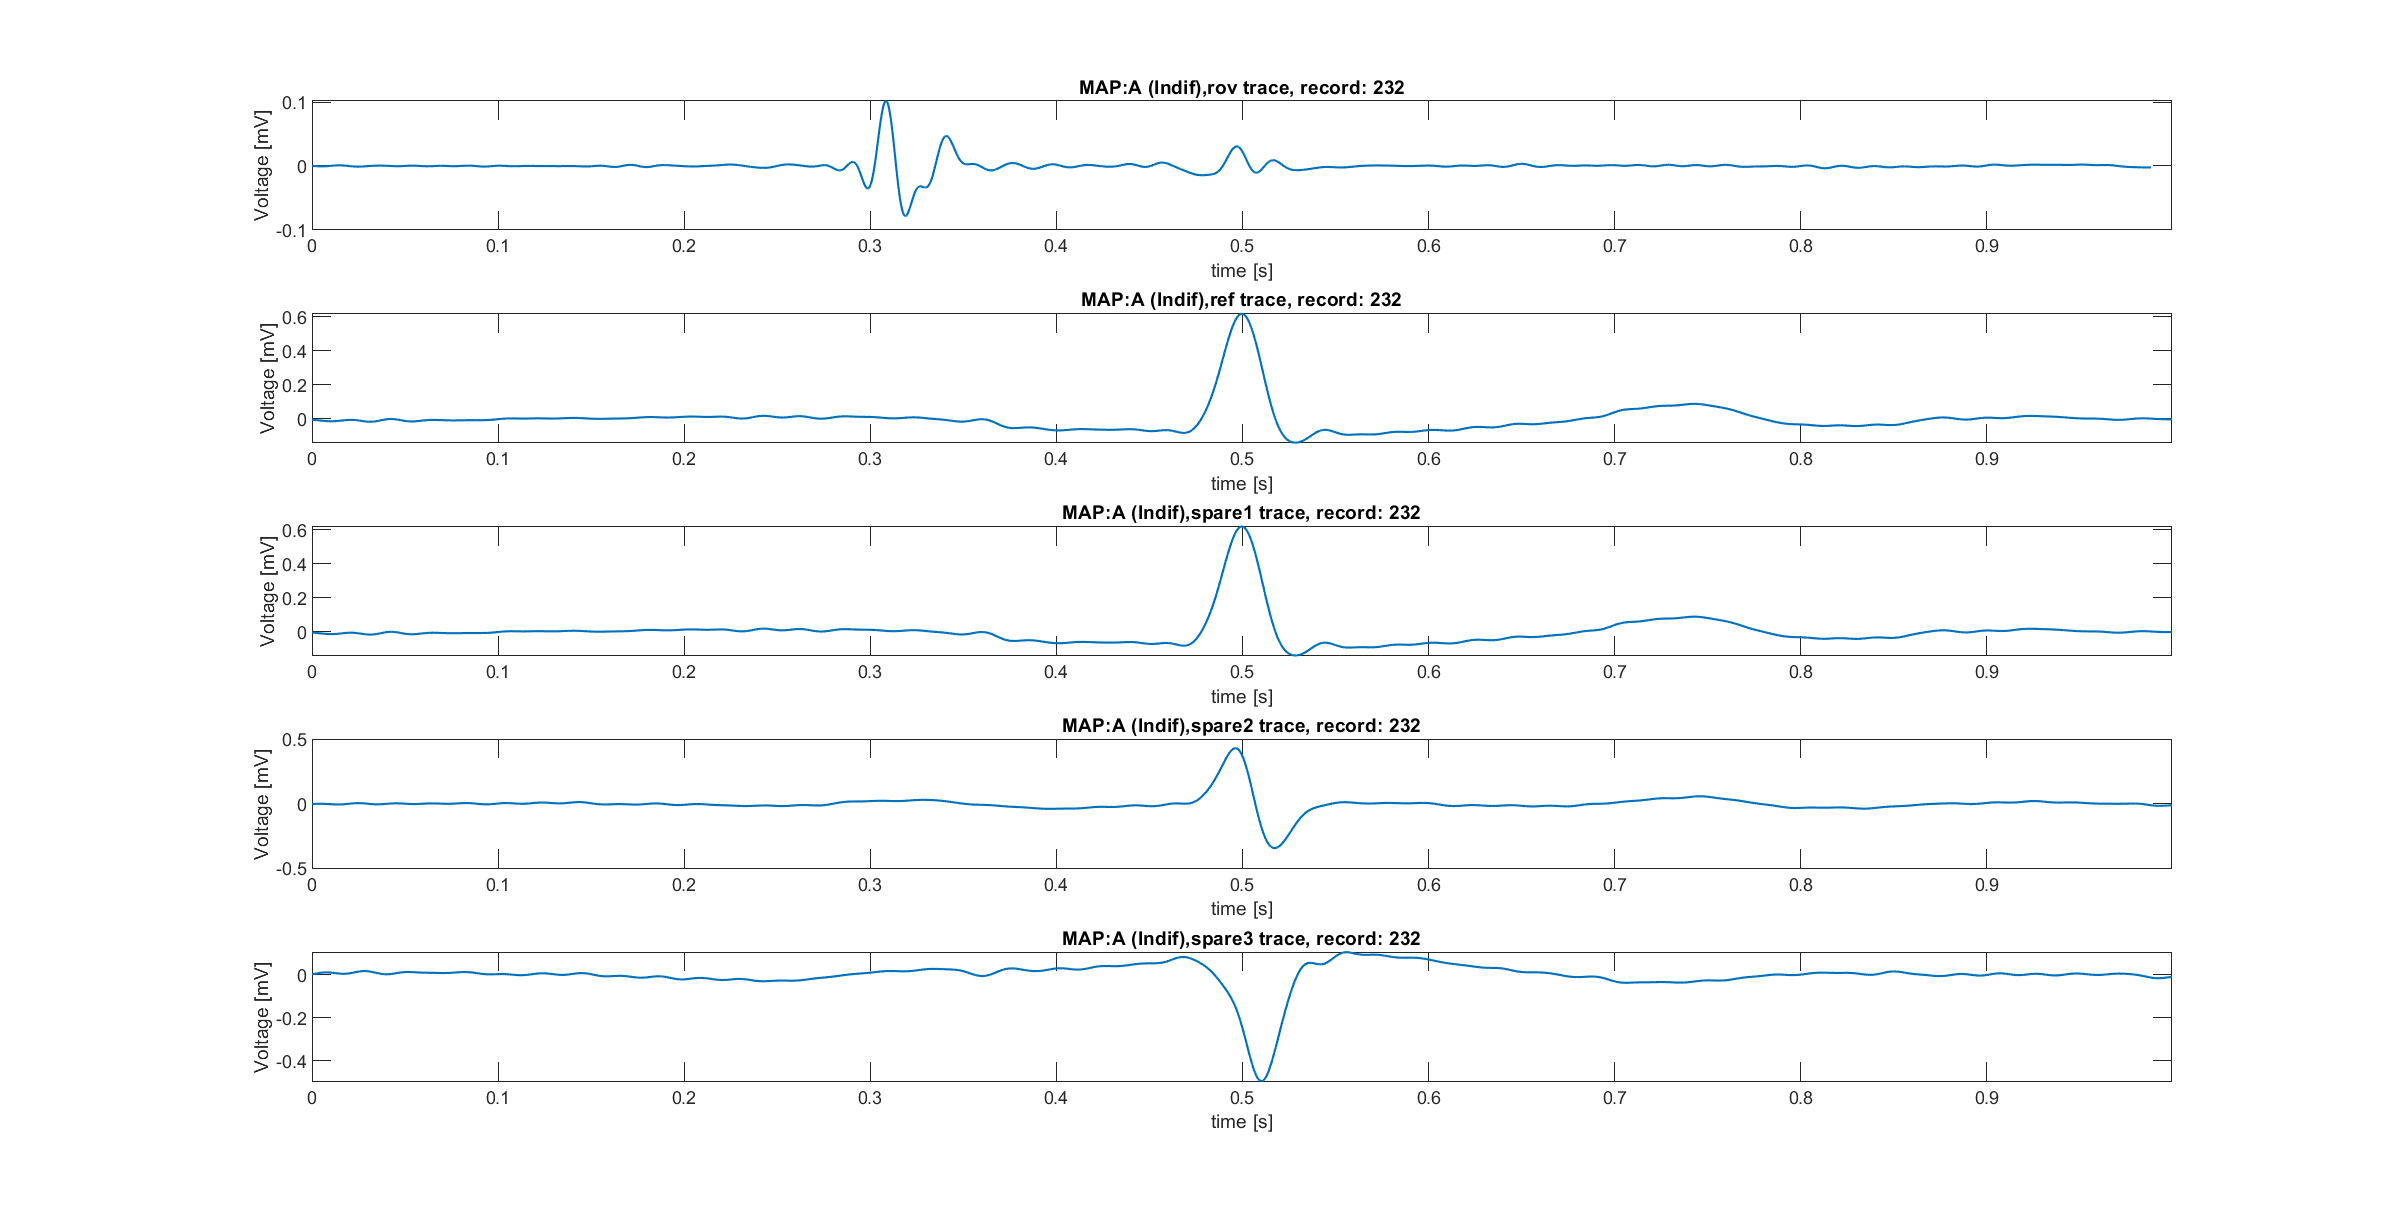 MAP:A (Indif),rov trace, record: 232
Voltage [mV]
0.1
0
-0.1
0 0.1 0.2 0.3 0.4 0.5 0.6 0.7 0.8 0.9
time [s]
MAP:A (Indif),ref trace, record: 232
Voltage [mV]
0.6
0.4
0.2
0
0 0.1 0.2 0.3 0.4 0.5 0.6 0.7 0.8 0.9
time [s]
MAP:A (Indif),spare1 trace, record: 232
Voltage [mV]
0.6
0.4
0.2
0
0 0.1 0.2 0.3 0.4 0.5 0.6 0.7 0.8 0.9
time [s]
MAP:A (Indif),spare2 trace, record: 232
Voltage [mV]
0.5
0
-0.5
0 0.1 0.2 0.3 0.4 0.5 0.6 0.7 0.8 0.9
time [s]
MAP:A (Indif),spare3 trace, record: 232
Voltage [mV]
0
-0.2
-0.4
0 0.1 0.2 0.3 0.4 0.5 0.6 0.7 0.8 0.9
time [s]